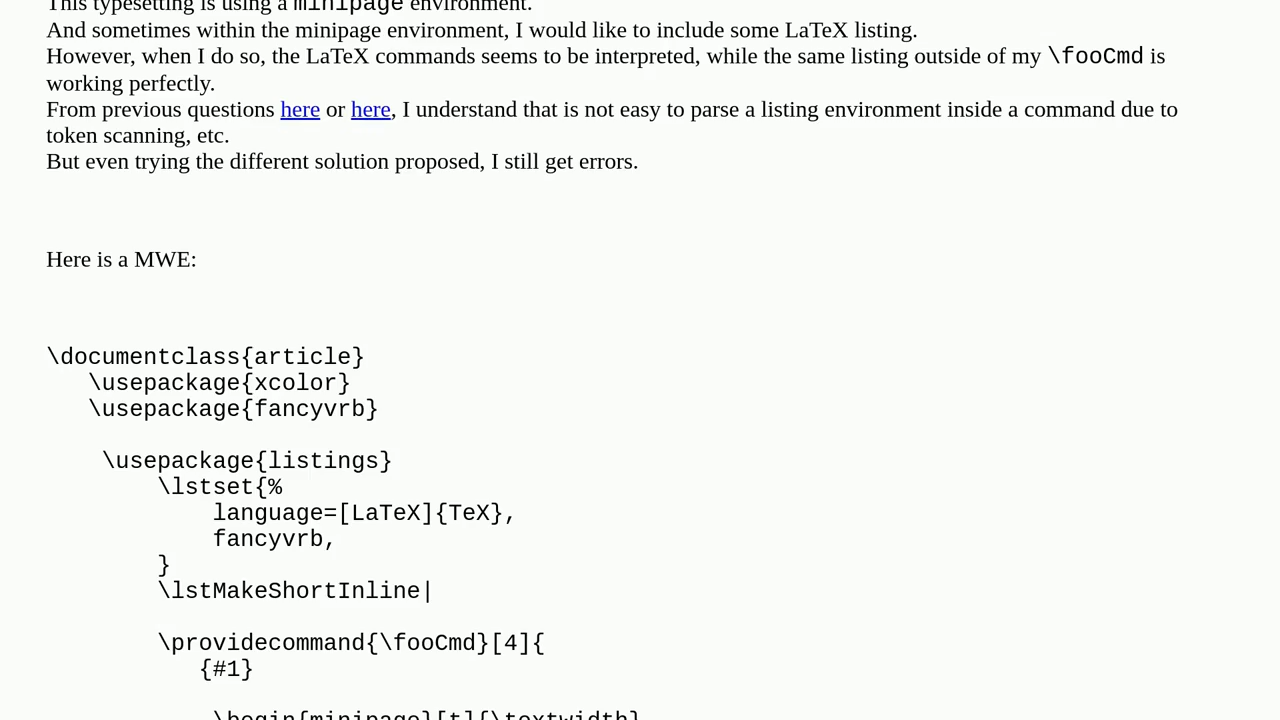 This typesetting is using a minipage environment.
And sometimes within the minipage environment, I would like to include some LaTeX listing.
However, when I do so, the LaTeX commands seems to be interpreted, while the same listing outside of my \fooCmd is
working perfectly.
From previous questions here or here, I understand that is not easy to parse a listing environment inside a command due to
token scanning, etc.
But even trying the different solution proposed, I still get errors.
Here is a MWE:
\documentclass{article}
\usepackage{xcolor}
\usepackage{fancyvrb}
\usepackage{listings}
\lstset{%
language=[LaTeX]{TeX},
fancyvrb,
}
\lstMakeShortInline|
\providecommand{\fooCmd}[4]{
{#1}
\begin{minipage}[t]{\textwidth}